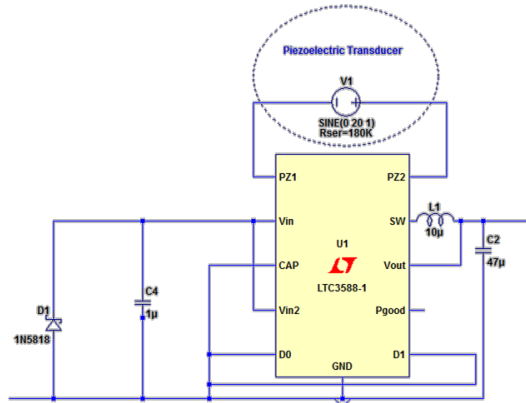 Piezoelectric Transducer
V1
SINE(0 20 1)
Rser=180K
PZ1
PZ2
Vin
SW
L1
10µ
U1
C2
47µ
CAP
Vout
LTC3588-1
C4
1µ
D1
1N5818
Vin2
Pgood
D0
D1
GND